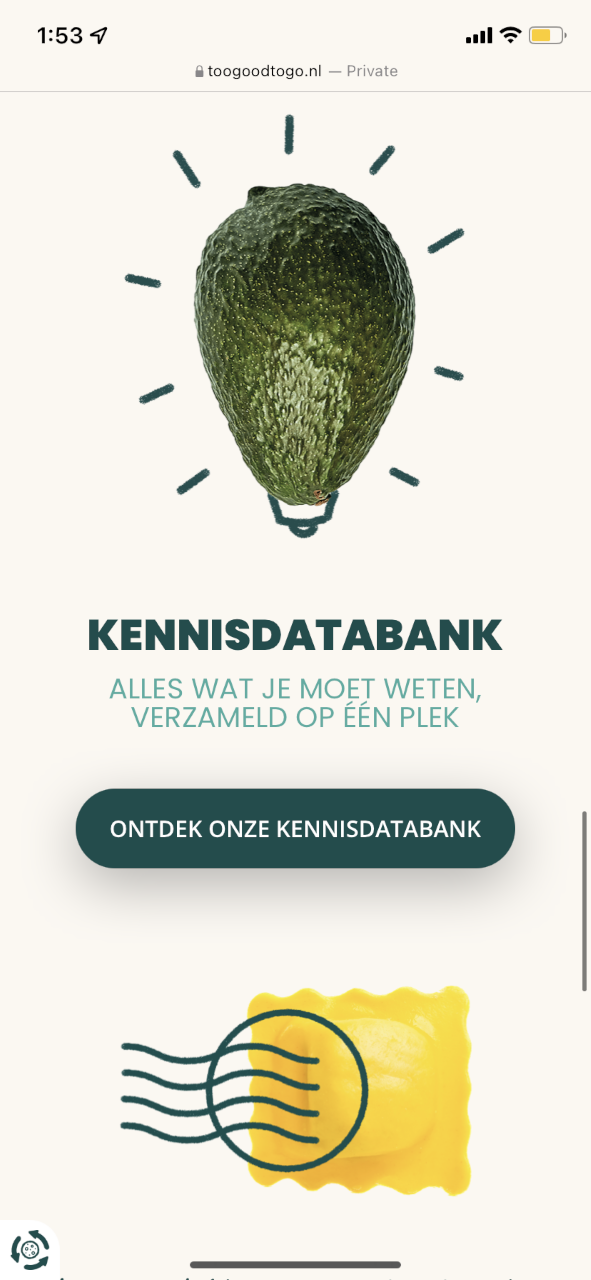 1:53
toogoodtogo.nl — Private
KENNISDATABANK
ALLES WAT JE MOET WETEN,
VERZAMELD OP ÉÉN PLEK
ONTDEK ONZE KENNISDATABANK